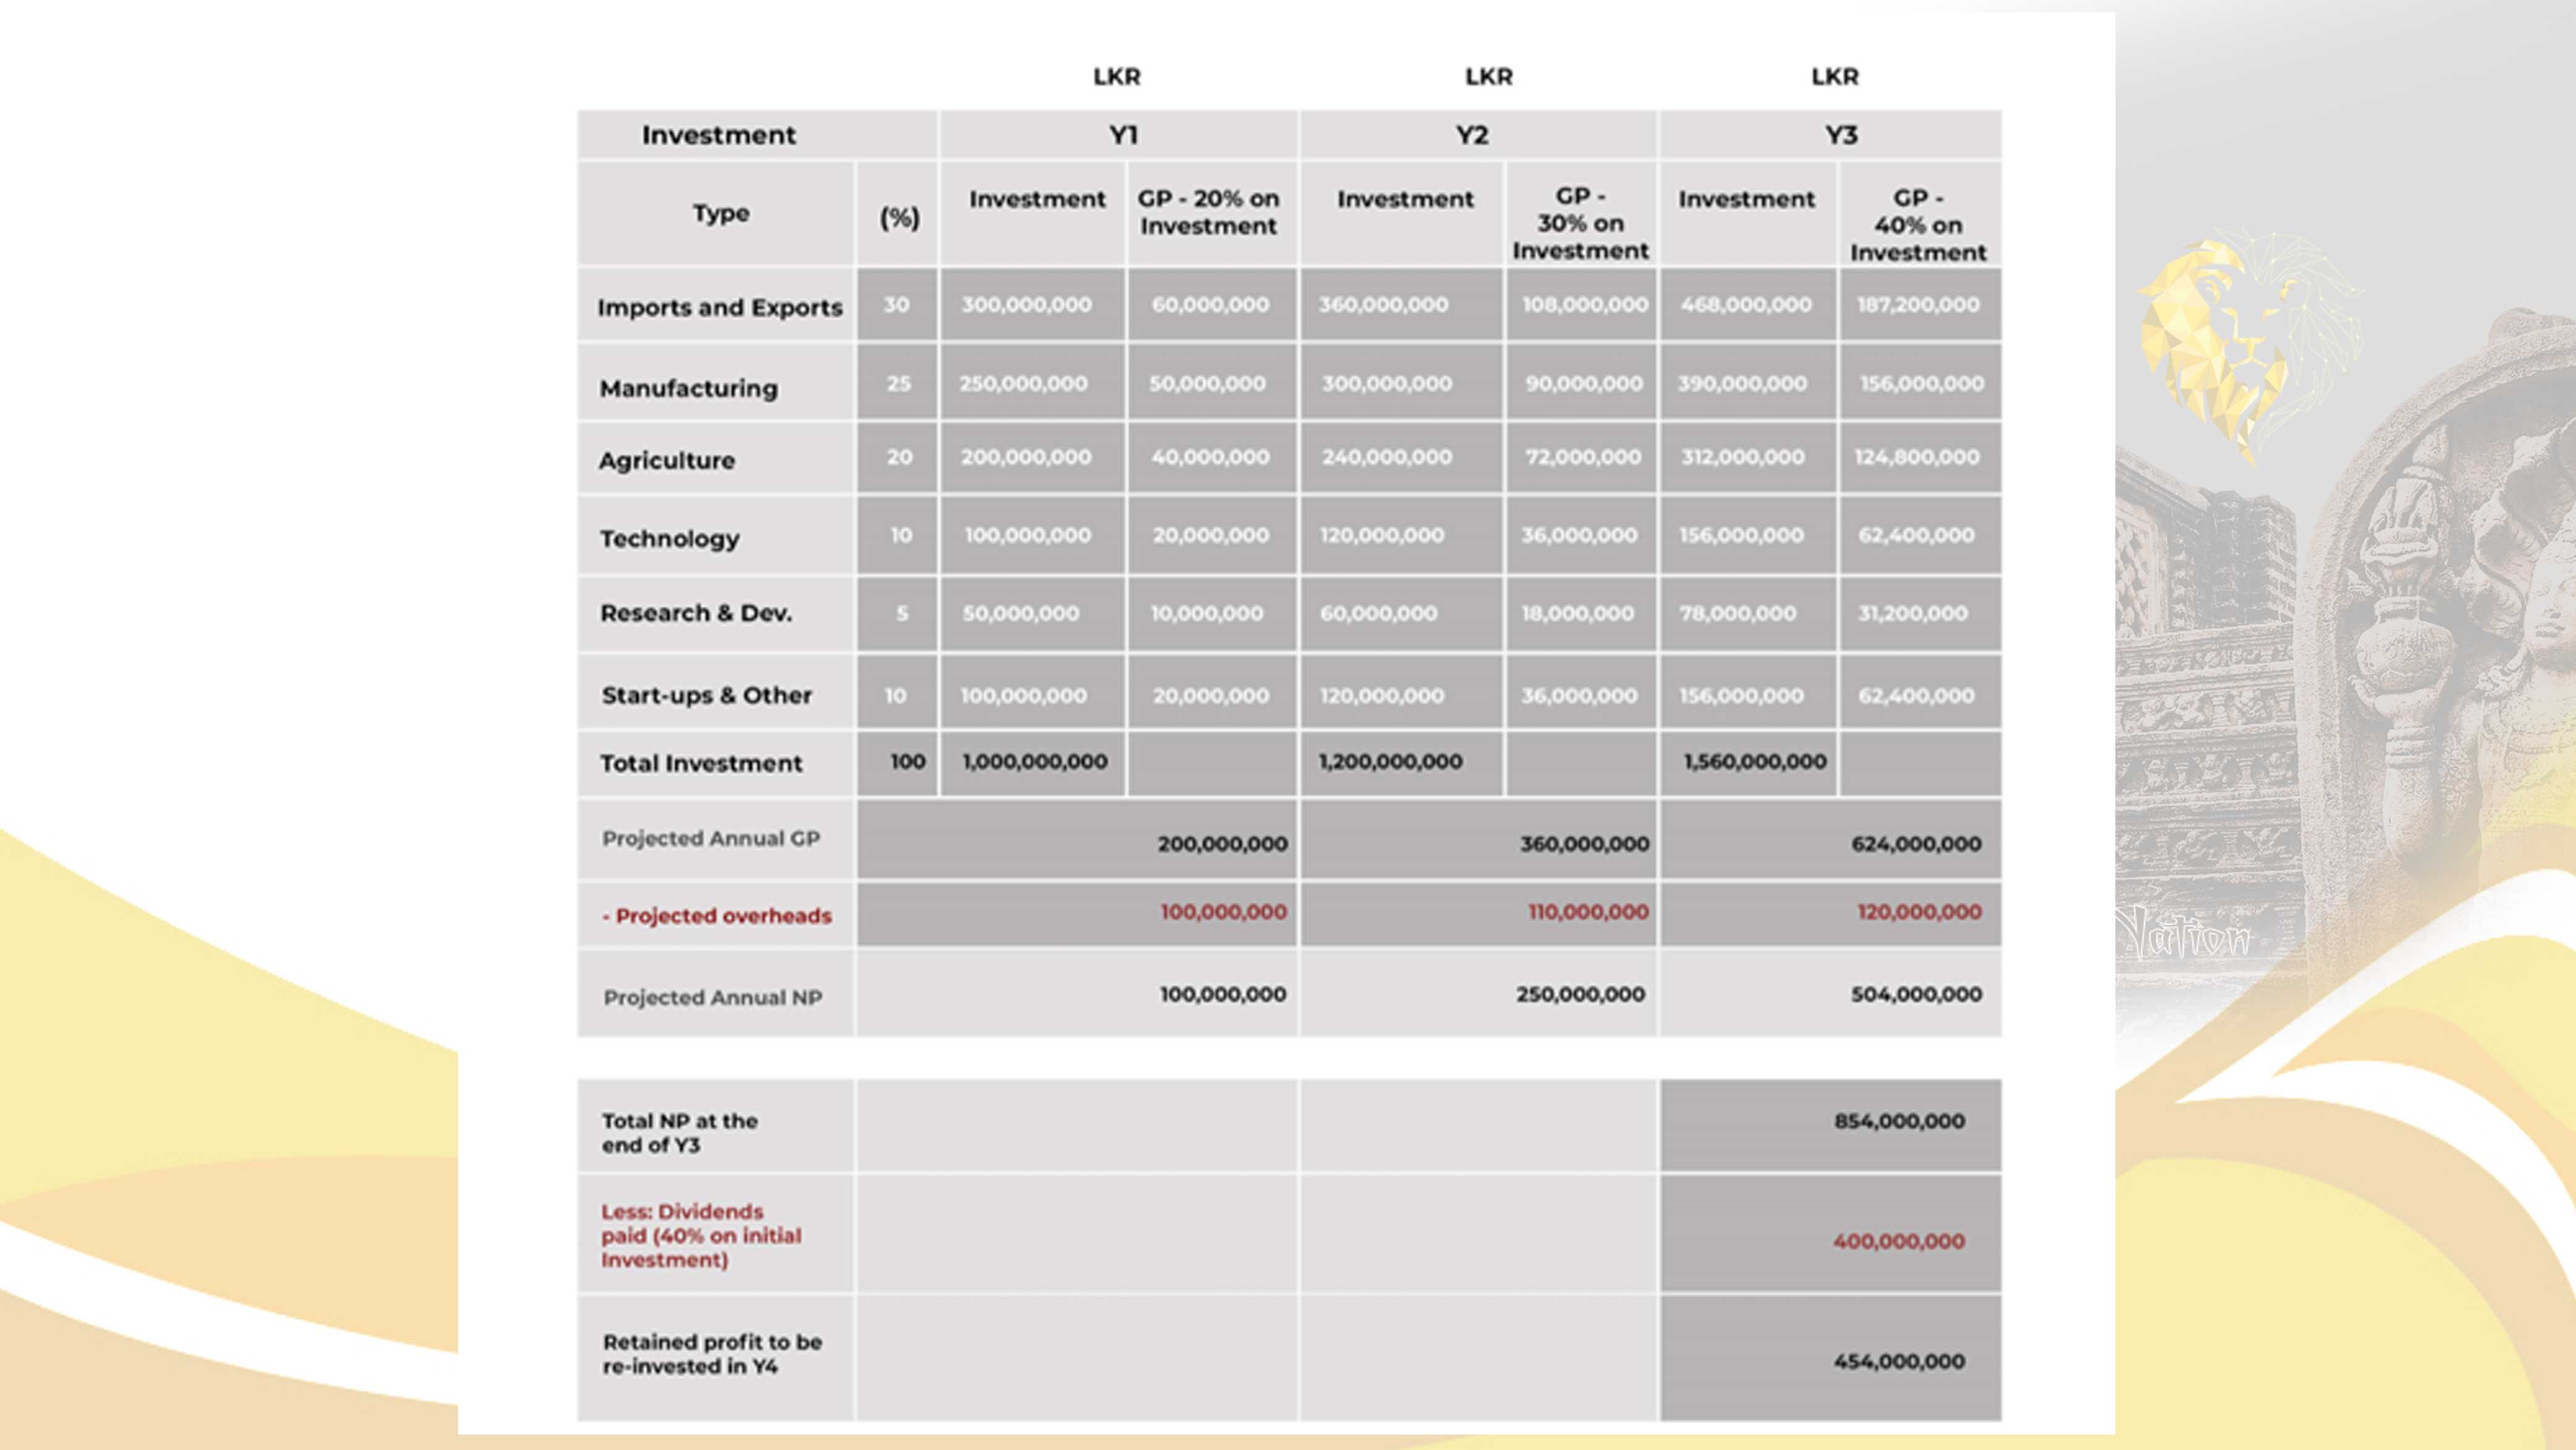 LKR LKR LKR
Investment Y1 Y2 Y3
Type (%) Investment GP - 20% on Investment Investment GP - 30% on Investment Investment GP - 40% on Investment
Imports and Exports 30 300,000,000 60,000,000 360,000,000 108,000,000 468,000,000 187,200,000
Manufacturing 25 250,000,000 50,000,000 300,000,000 90,000,000 390,000,000 156,000,000
Agriculture 20 200,000,000 40,000,000 240,000,000 72,000,000 312,000,000 124,800,000
Technology 10 100,000,000 20,000,000 120,000,000 36,000,000 156,000,000 62,400,000
Research & Dev. 5 50,000,000 10,000,000 60,000,000 18,000,000 78,000,000 31,200,000
Start-ups & Other 10 100,000,000 20,000,000 120,000,000 36,000,000 156,000,000 62,400,000
Total Investment 100 1,000,000,000 1,200,000,000 1,560,000,000
Projected Annual GP 200,000,000 360,000,000 624,000,000
- Projected overheads 100,000,000 110,000,000 120,000,000
Projected Annual NP 100,000,000 250,000,000 504,000,000
Total NP at the
end of Y3 854,000,000
Less: Dividends
paid (40% on initial
Investment) 400,000,000
Retained profit to be
re-invested in Y4 454,000,000
Nation